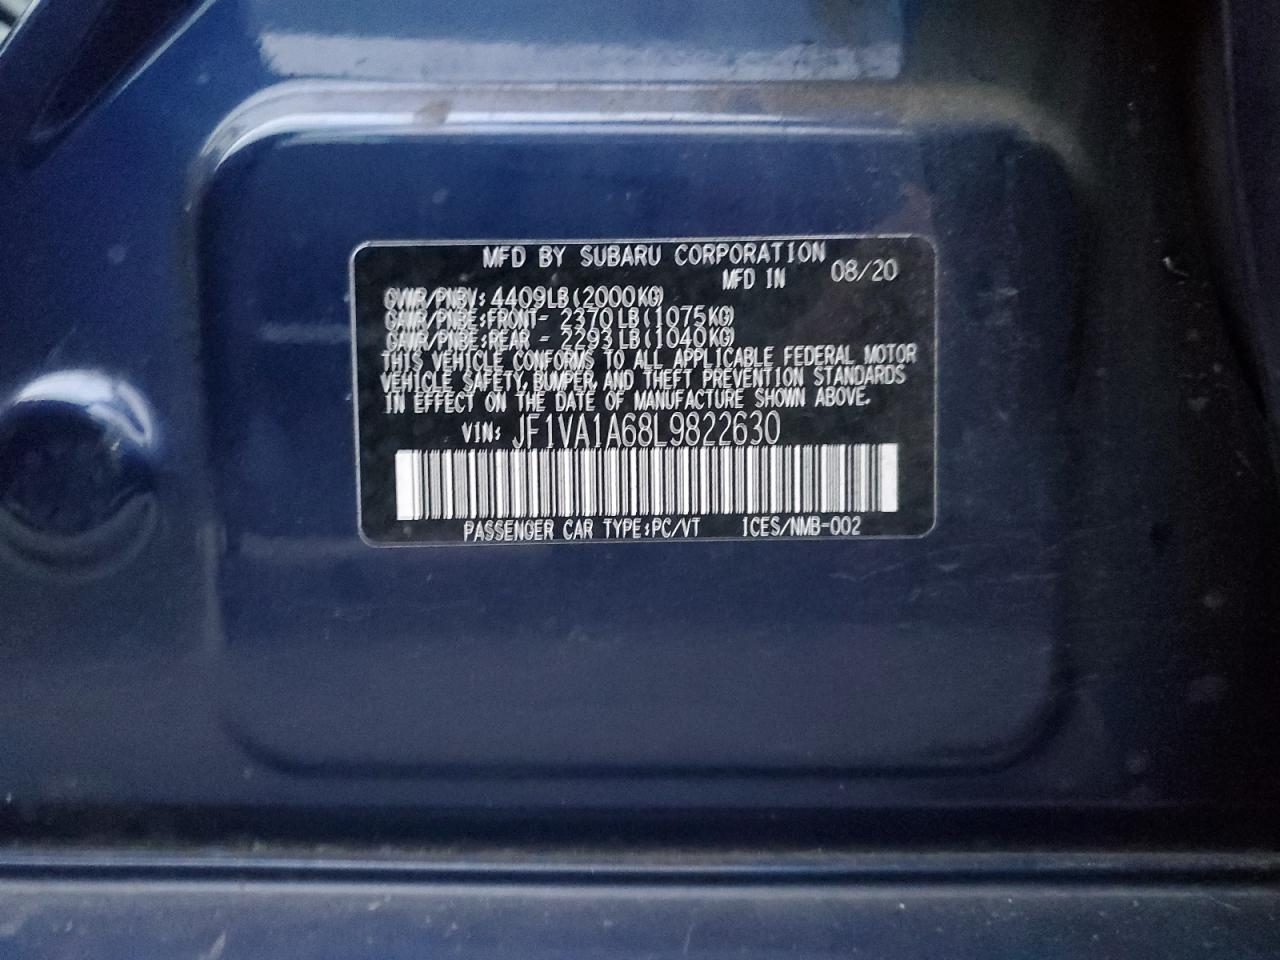 MFD BY SUBARU CORPORATION
MFD IN 08/20
GVWR/PNBV: 4409LB(2000KG)
GAWR/PNBE:FRONT- 2370LB(1075KG)
GAWR/PNBE:REAR - 2293LB(1040KG)
THIS VEHICLE CONFORMS TO ALL APPLICABLE FEDERAL MOTOR
VEHICLE SAFETY, BUMPER, AND THEFT PREVENTION STANDARDS
IN EFFECT ON THE DATE OF MANUFACTURE SHOWN ABOVE.
VIN: JF1VA1A68L9822630
PASSENGER CAR TYPE:PC/VT 1CES/NMB-002